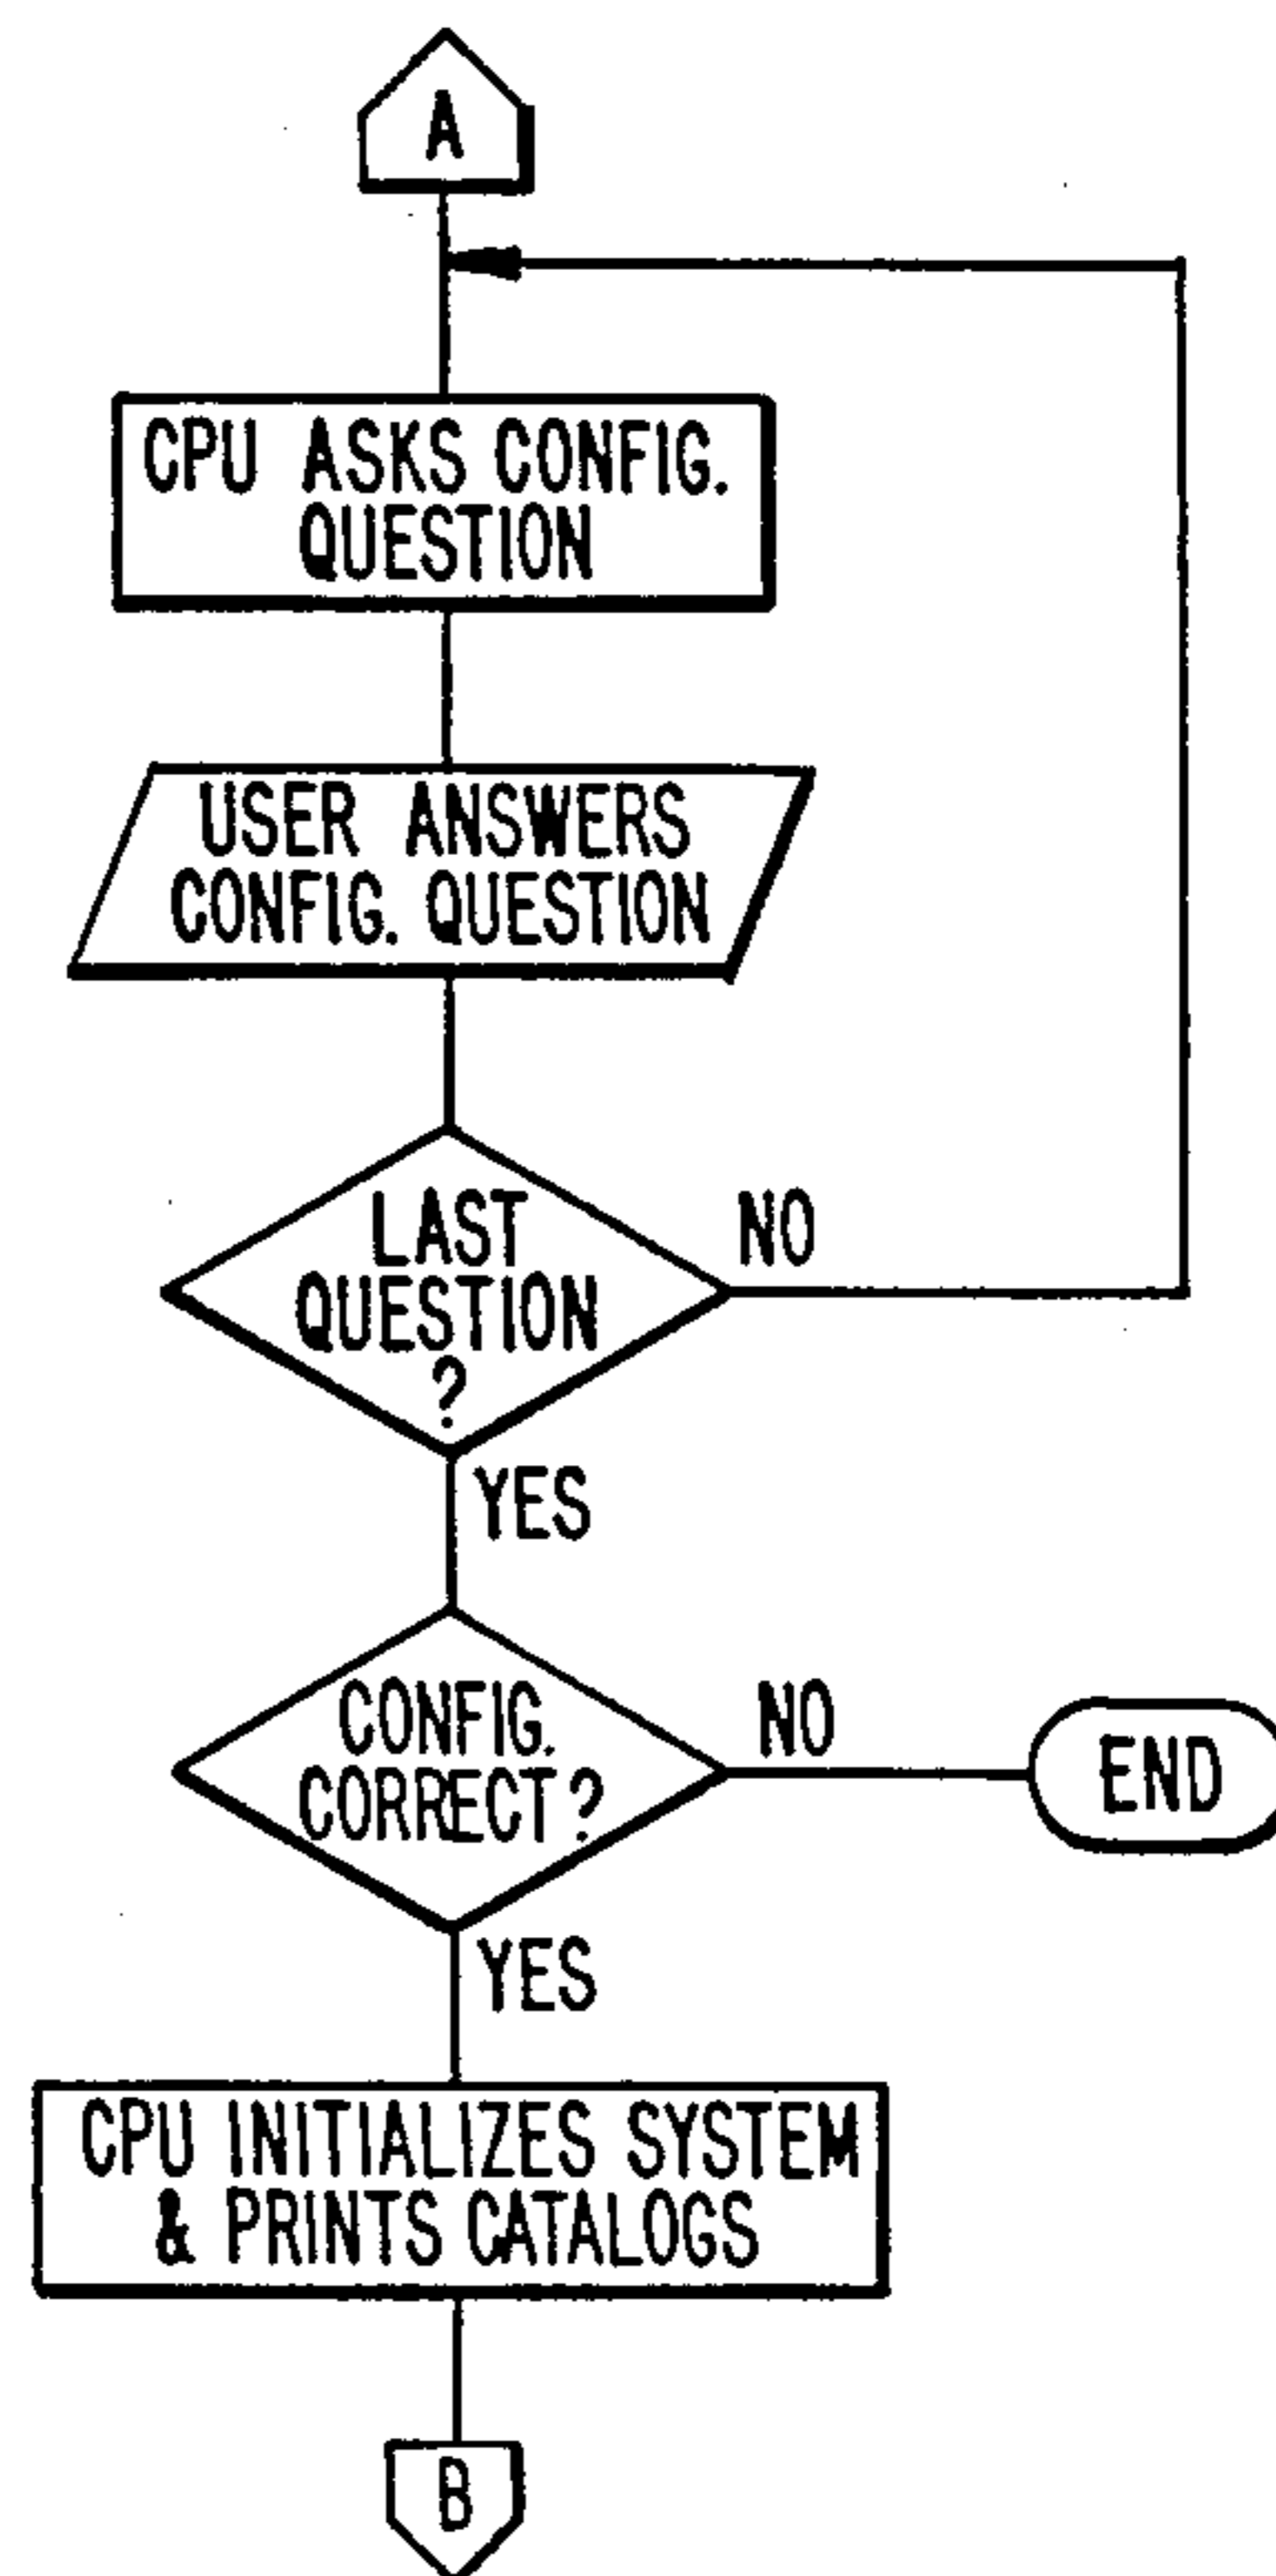 A
CPU ASKS CONFIG.
QUESTION
USER ANSWERS
CONFIG. QUESTION
LAST
QUESTION
?
NO
YES
CONFIG.
CORRECT?
NO
END
YES
CPU INITIALIZES SYSTEM
& PRINTS CATALOGS
B